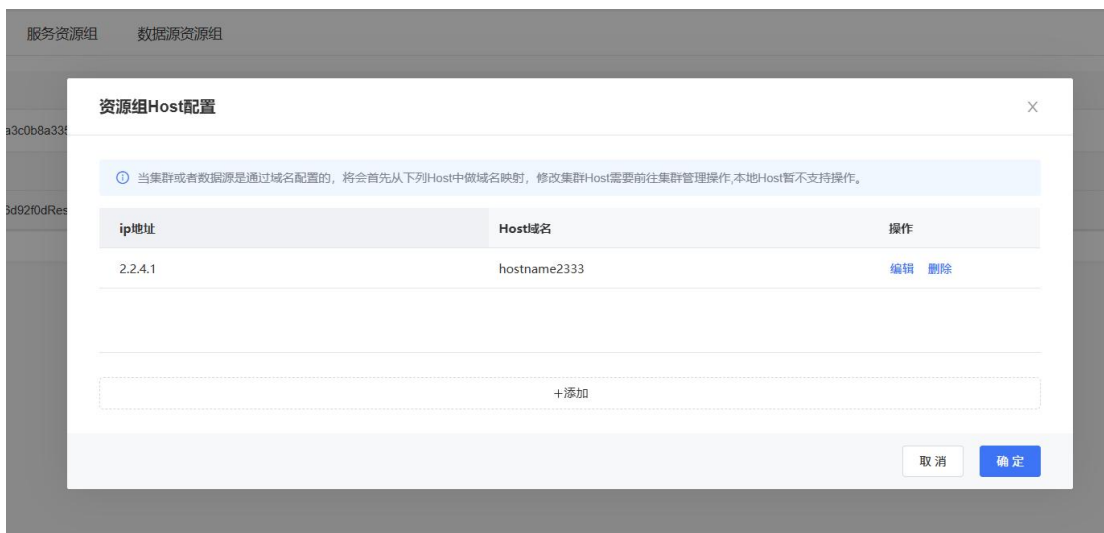 服务资源组 数据源资源组
资源组Host配置
a3c0b8a335
当集群或者数据源是通过域名配置的，将会首先从下列Host中做域名映射，修改集群Host需要前往集群管理操作,本地Host暂不支持操作。
6d92f0dRes
ip地址 Host域名 操作
2.2.4.1 hostname2333 编辑 删除
+添加
取消 确定